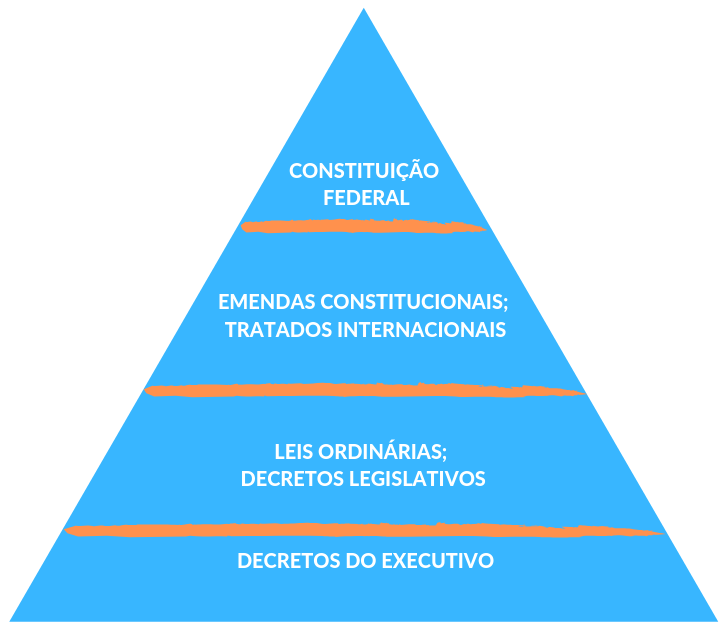 CONSTITUIÇÃO
FEDERAL
EMENDAS CONSTITUCIONAIS;
TRATADOS INTERNACIONAIS
LEIS ORDINÁRIAS;
DECRETOS LEGISLATIVOS
DECRETOS DO EXECUTIVO